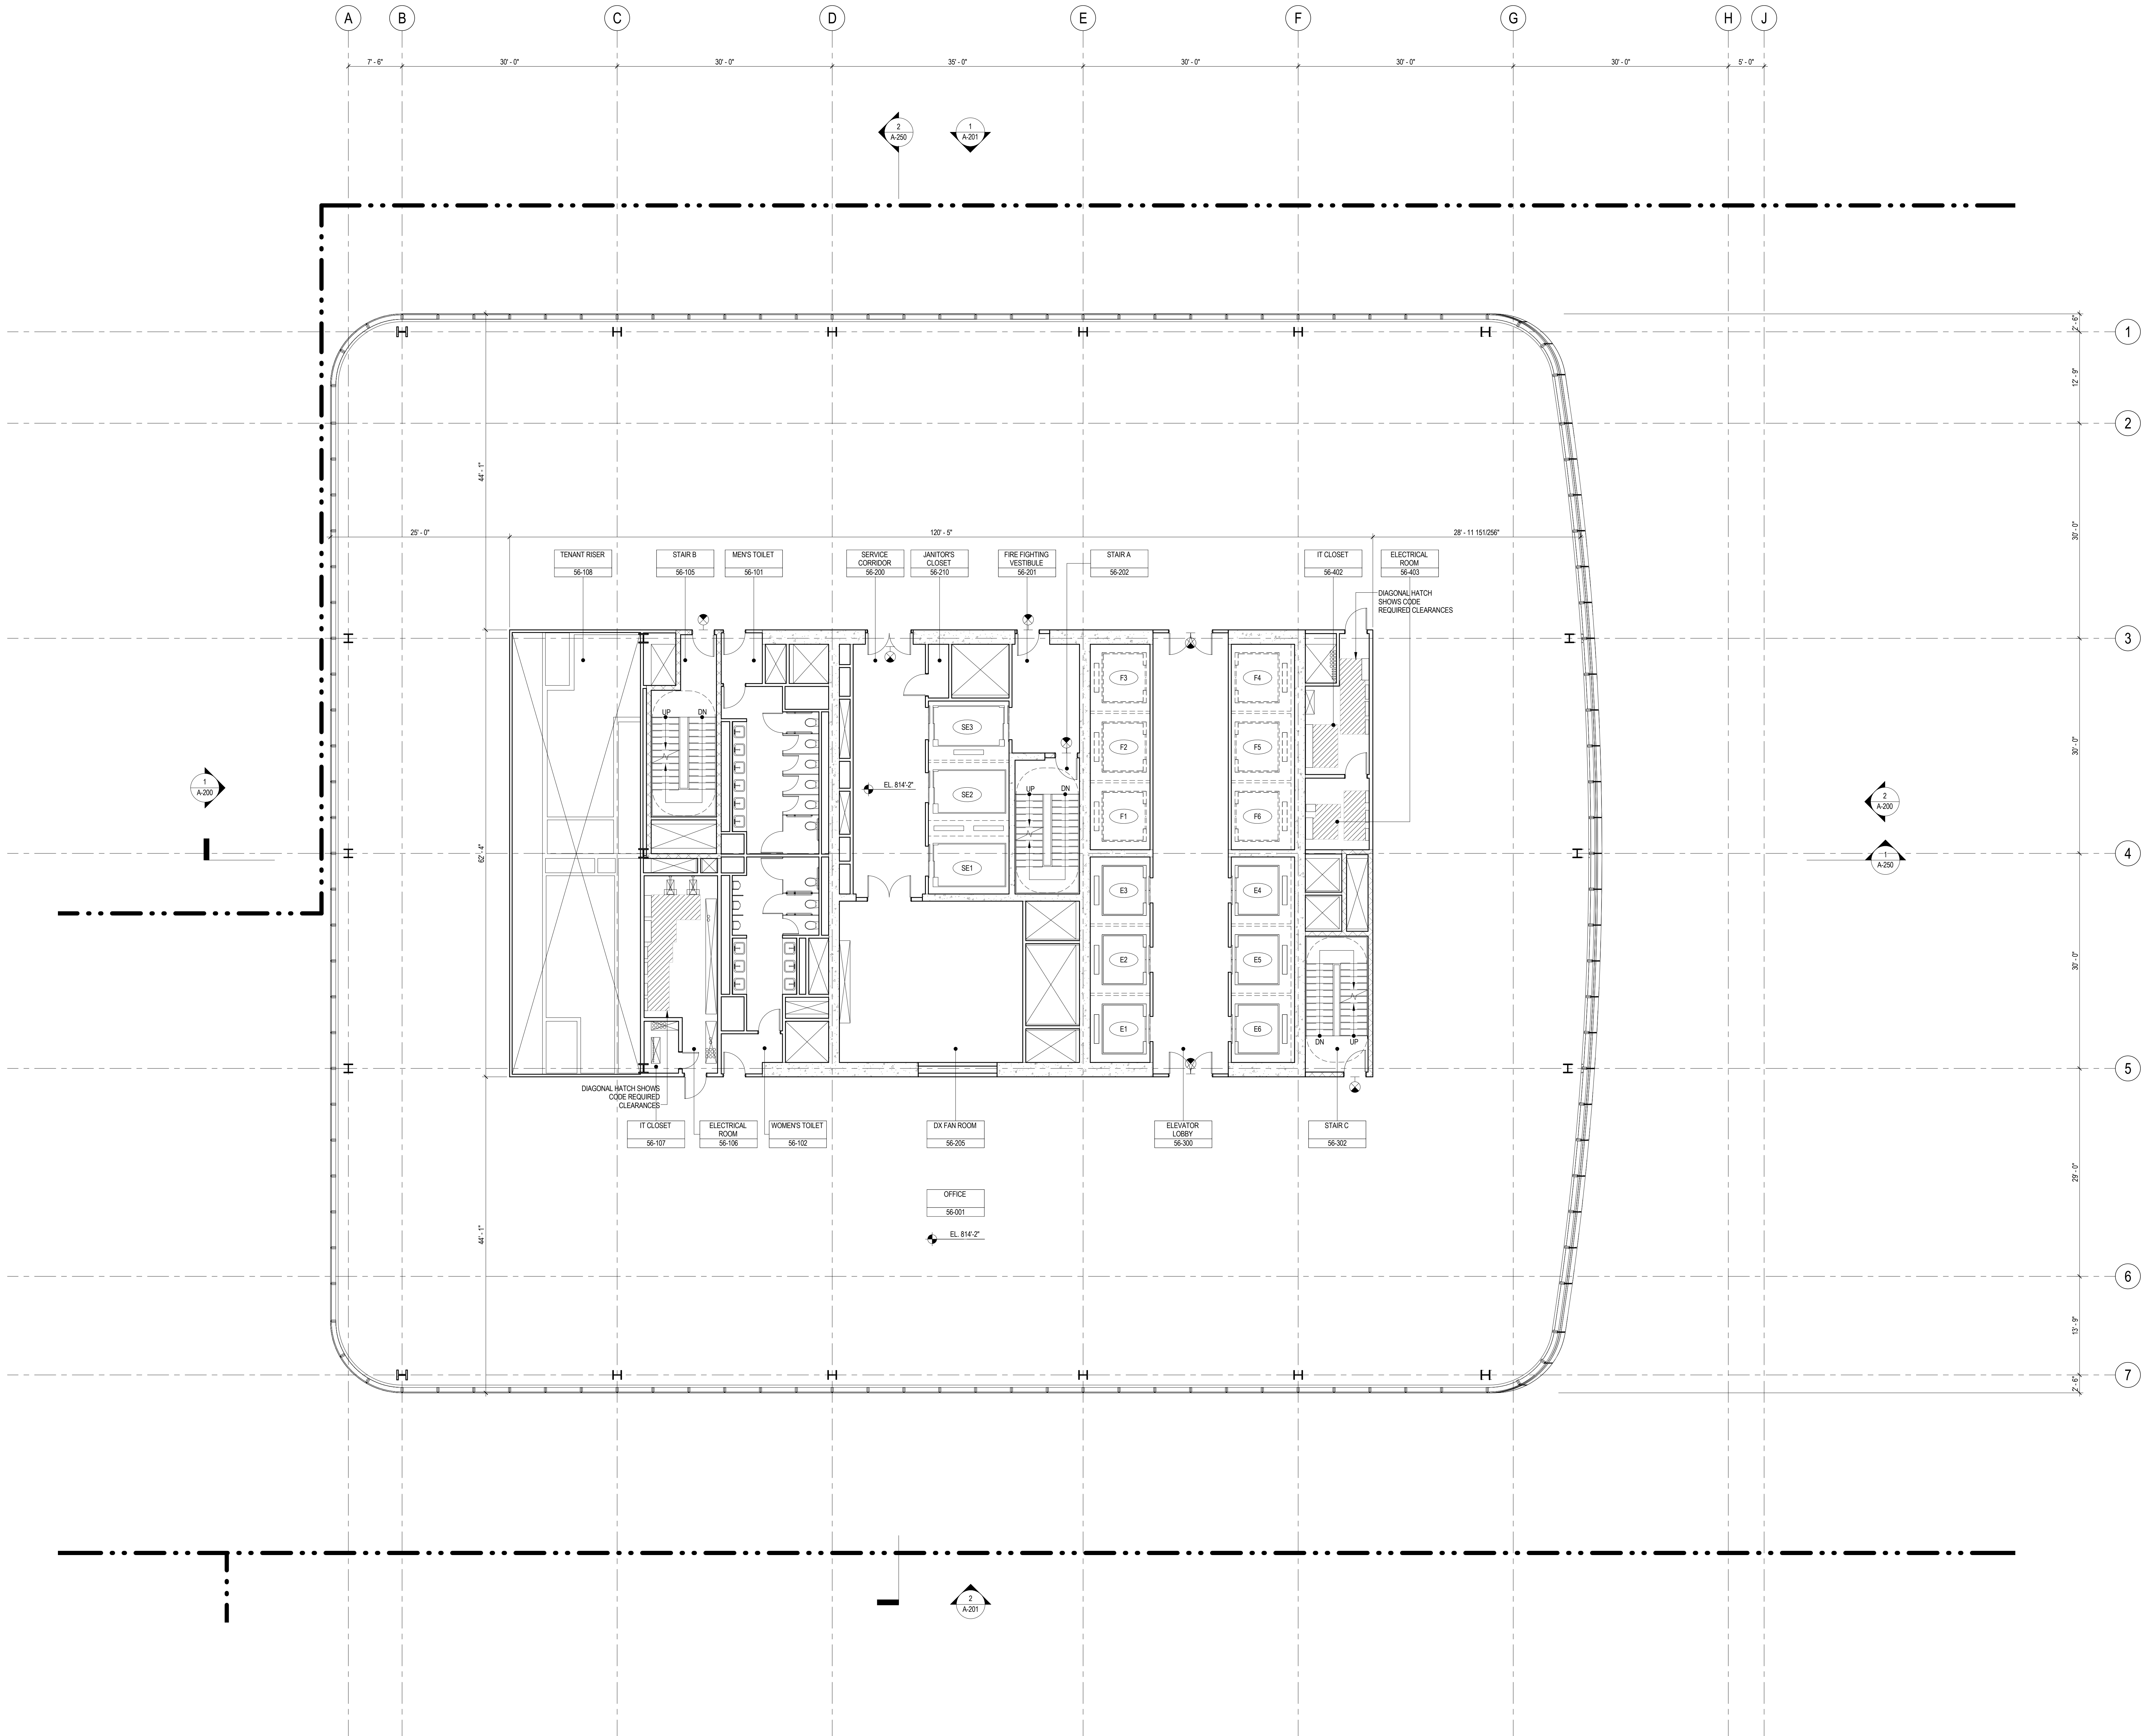 A B C D E F G H J
7' - 6" 30' - 0" 30' - 0" 35' - 0" 30' - 0" 30' - 0" 30' - 0" 5' - 0"
2
A-250
1
A-201
1
2' - 6"
12' - 9"
2
44' - 1"
30' - 0"
25' - 0" 120' - 5" 28' - 11 151/256"
TENANT RISER
56-108
STAIR B
56-105
MEN'S TOILET
56-101
SERVICE
CORRIDOR
56-200
JANITOR'S
CLOSET
56-210
FIRE FIGHTING
VESTIBULE
56-201
STAIR A
56-202
IT CLOSET
56-402
ELECTRICAL
ROOM
56-403
DIAGONAL HATCH
SHOWS CODE
REQUIRED CLEARANCES
3
F3 F4
UP DN
SE3
F2 F5
30' - 0"
1
A-200
EL. 814'-2"
SE2
UP DN
F1 F6
2
A-200
62' - 4"
4
1
A-250
SE1
E3 E4
E2 E5
30' - 0"
E1 E6
DN UP
5
DIAGONAL HATCH SHOWS
CODE REQUIRED
CLEARANCES
IT CLOSET
56-107
ELECTRICAL
ROOM
56-106
WOMEN'S TOILET
56-102
DX FAN ROOM
56-205
ELEVATOR
LOBBY
56-300
STAIR C
56-302
29' - 0"
OFFICE
56-001
EL. 814'-2"
44' - 1"
6
13' - 9"
7
2' - 6"
2
A-201